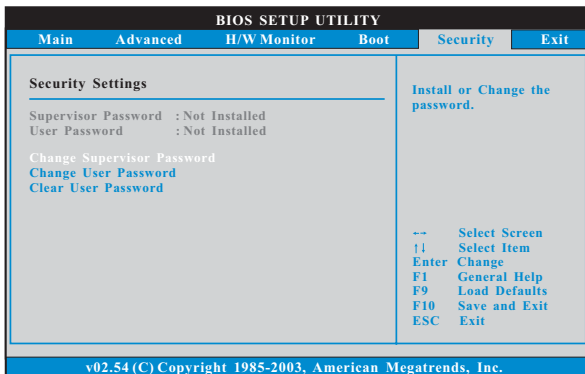 BIOS SETUP UTILITY
Main Advanced H/W Monitor Boot Security Exit
Security Settings
Supervisor Password : Not Installed
User Password : Not Installed
Change Supervisor Password
Change User Password
Clear User Password
Install or Change the
password.
←→ Select Screen
↑↓ Select Item
Enter Change
F1 General Help
F9 Load Defaults
F10 Save and Exit
ESC Exit
v02.54 (C) Copyright 1985-2003, American Megatrends, Inc.